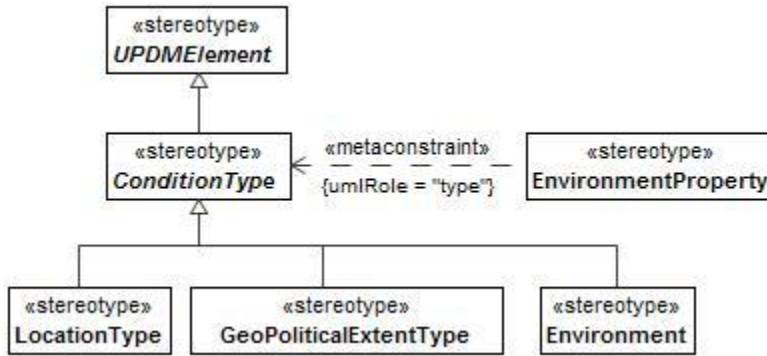 «stereotype»
UPDMElement
«stereotype»
ConditionType
«metaconstraint»
{umlRole = "type"}
«stereotype»
EnvironmentProperty
«stereotype»
LocationType
«stereotype»
GeoPoliticalExtentType
«stereotype»
Environment